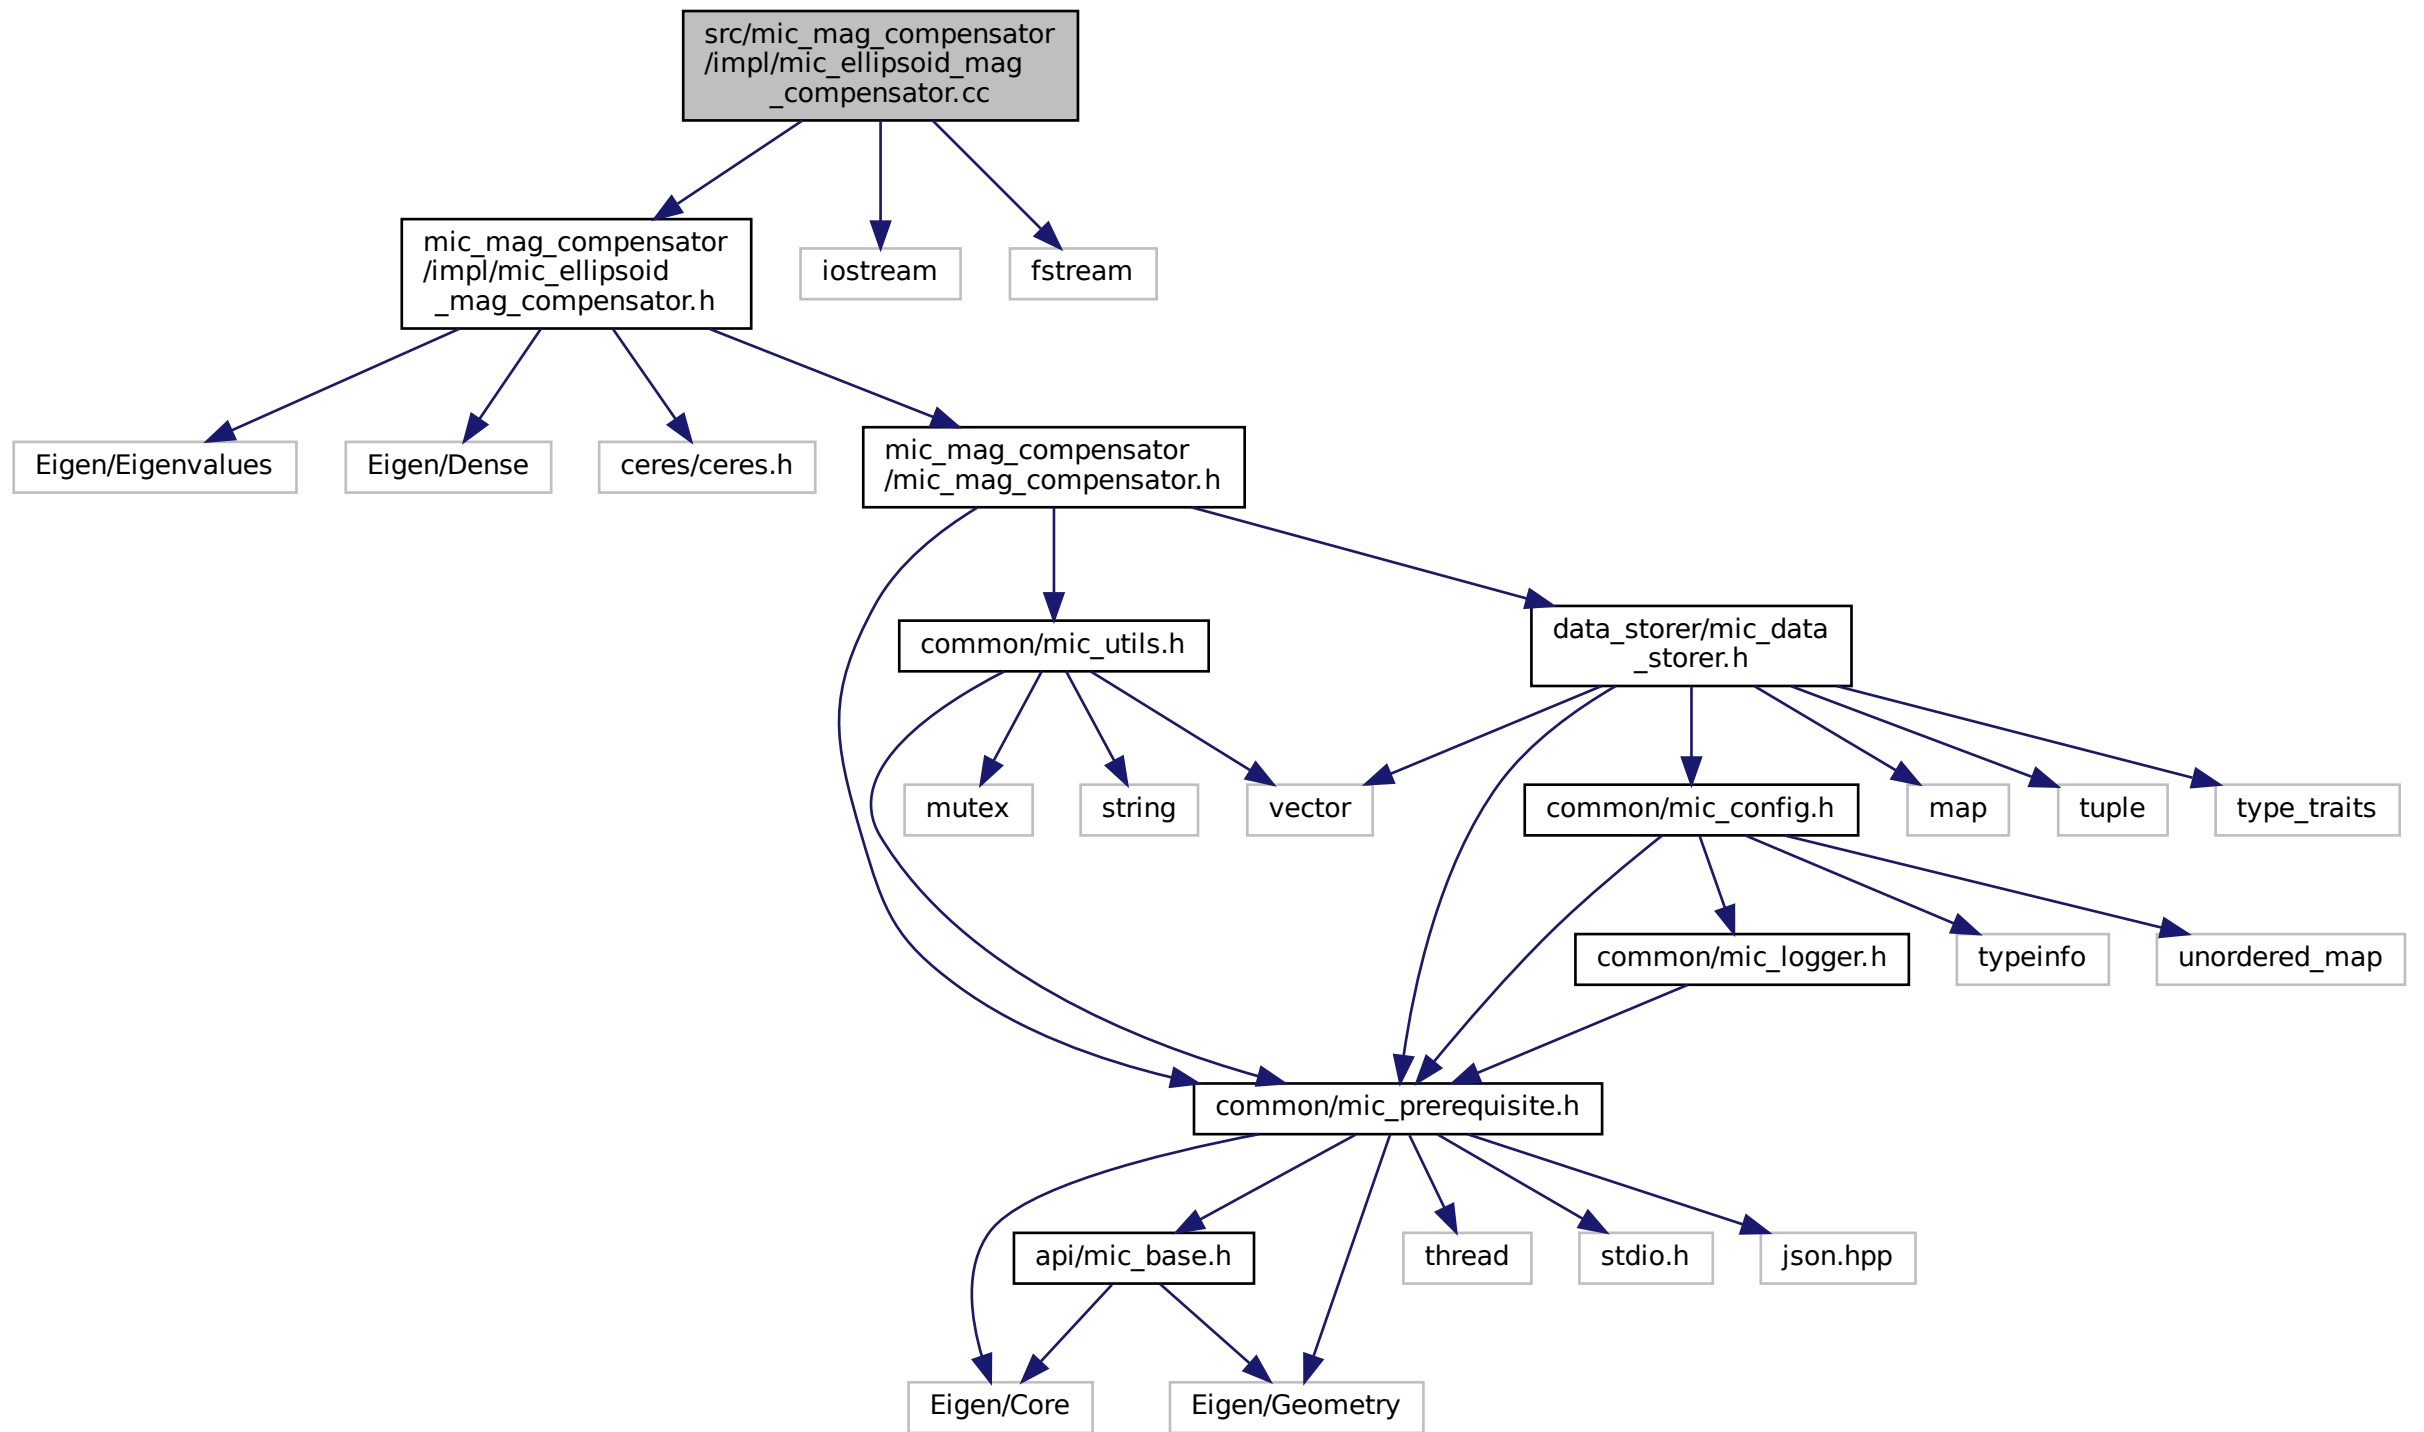 src/mic_mag_compensator
/impl/mic_ellipsoid_mag
_compensator.cc
mic_mag_compensator
/impl/mic_ellipsoid
_mag_compensator.h
iostream
fstream
Eigen/Eigenvalues
Eigen/Dense
ceres/ceres.h
mic_mag_compensator
/mic_mag_compensator.h
common/mic_utils.h
data_storer/mic_data
_storer.h
mutex
string
vector
common/mic_config.h
map
tuple
type_traits
common/mic_logger.h
typeinfo
unordered_map
common/mic_prerequisite.h
api/mic_base.h
thread
stdio.h
json.hpp
Eigen/Core
Eigen/Geometry